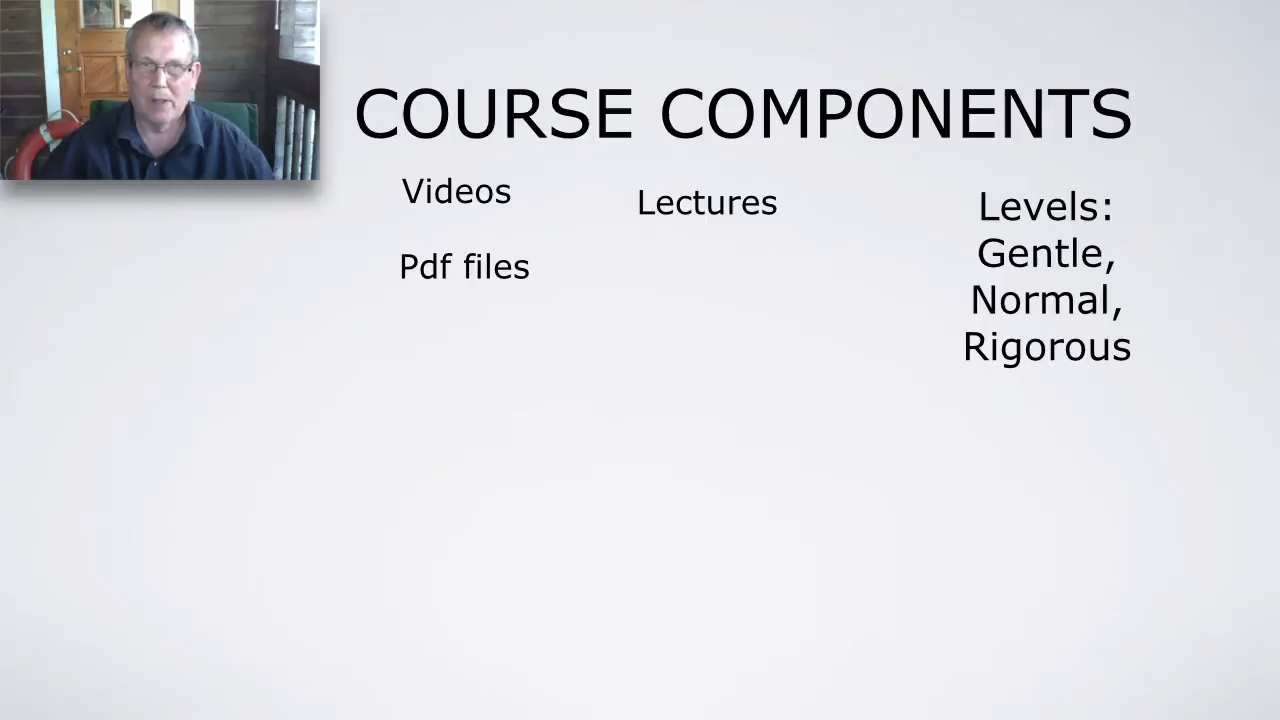 COURSE COMPONENTS
Videos
Lectures
Pdf files
Levels:
Gentle,
Normal,
Rigorous